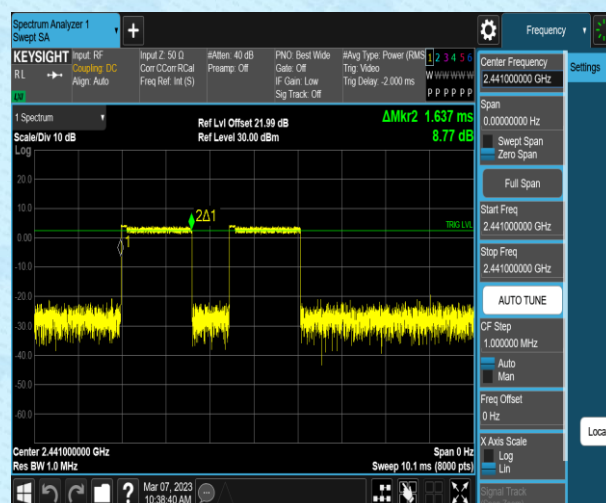 Spectrum Analyzer 1
Swept SA
Frequency
KEYSIGHT
RL
Input: RF
Coupling: DC
Align: Auto
Input Z: 50 Ω
Corr CCorr RCal
Freq Ref: Int (S)
#Atten: 40 dB
Preamp: Off
PNO: Best Wide
Gate: Off
IF Gain: Low
Sig Track: Off
#Avg Type: Power (RMS
Trig: Video
Trig Delay: -2.000 ms
1 2 3 4 5 6
W W W W W W
P P P P P P
1 Spectrum
Scale/Div 10 dB
Log
Ref Lvl Offset 21.99 dB
Ref Level 30.00 dBm
ΔMkr2 1.637 ms
8.77 dB
20.0
10.0
0.00
-10.0
-20.0
-30.0
-40.0
-50.0
-60.0
2Δ1
1
TRIG LVL
Center 2.441000000 GHz
Res BW 1.0 MHz
Span 0 Hz
Sweep 10.1 ms (8000 pts)
?
Mar 07, 2023
10:38:40 AM
Center Frequency
2.441000000 GHz
Settings
Span
0.00000000 Hz
Swept Span
Zero Span
Full Span
Start Freq
2.441000000 GHz
Stop Freq
2.441000000 GHz
AUTO TUNE
CF Step
1.000000 MHz
Auto
Man
Freq Offset
0 Hz
X Axis Scale
Log
Lin
Signal Track
Loca